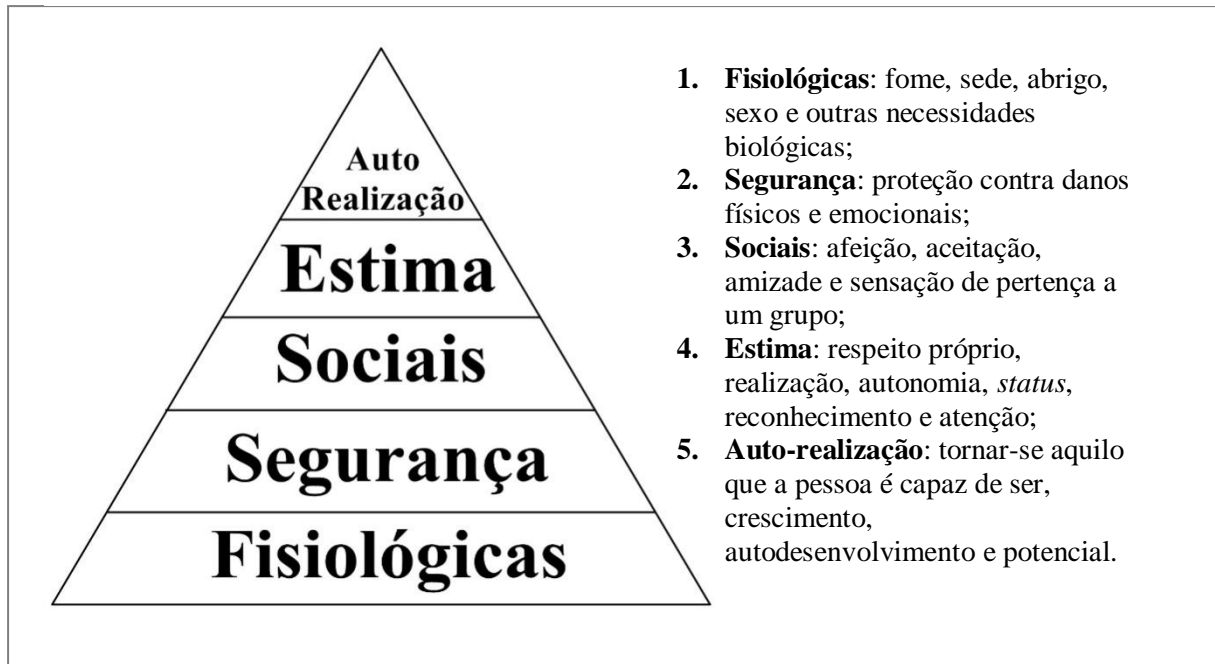 Auto
Realização
Estima
Sociais
Segurança
Fisiológicas
1. Fisiológicas: fome, sede, abrigo,
sexo e outras necessidades
biológicas;
2. Segurança: proteção contra danos
físicos e emocionais;
3. Sociais: afeição, aceitação,
amizade e sensação de pertença a
um grupo;
4. Estima: respeito próprio,
realização, autonomia, status,
reconhecimento e atenção;
5. Auto-realização: tornar-se aquilo
que a pessoa é capaz de ser,
crescimento,
autodesenvolvimento e potencial.